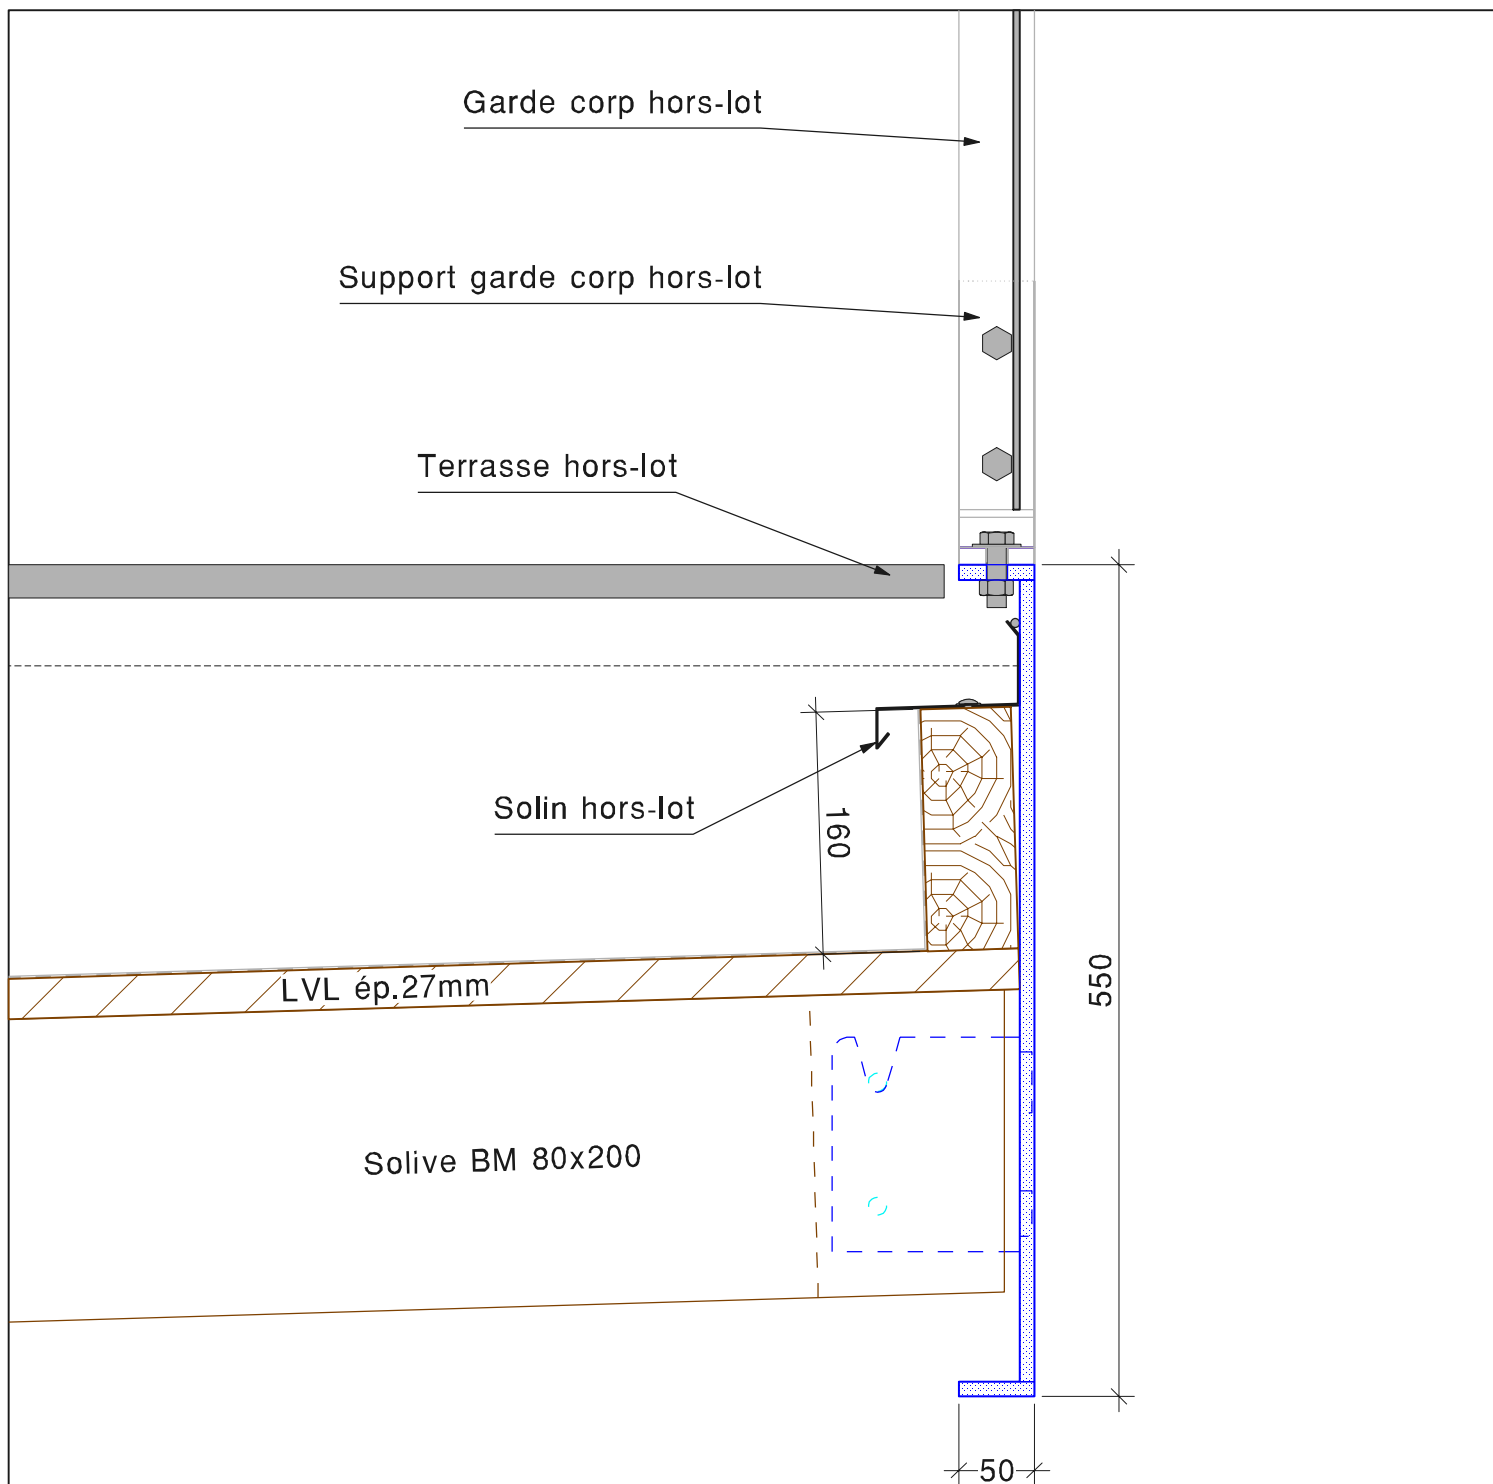 Garde corp hors-lot
Support garde corp hors-lot
Terrasse hors-lot
Solin hors-lot
160
LVL ép.27mm
550
Solive BM 80x200
50